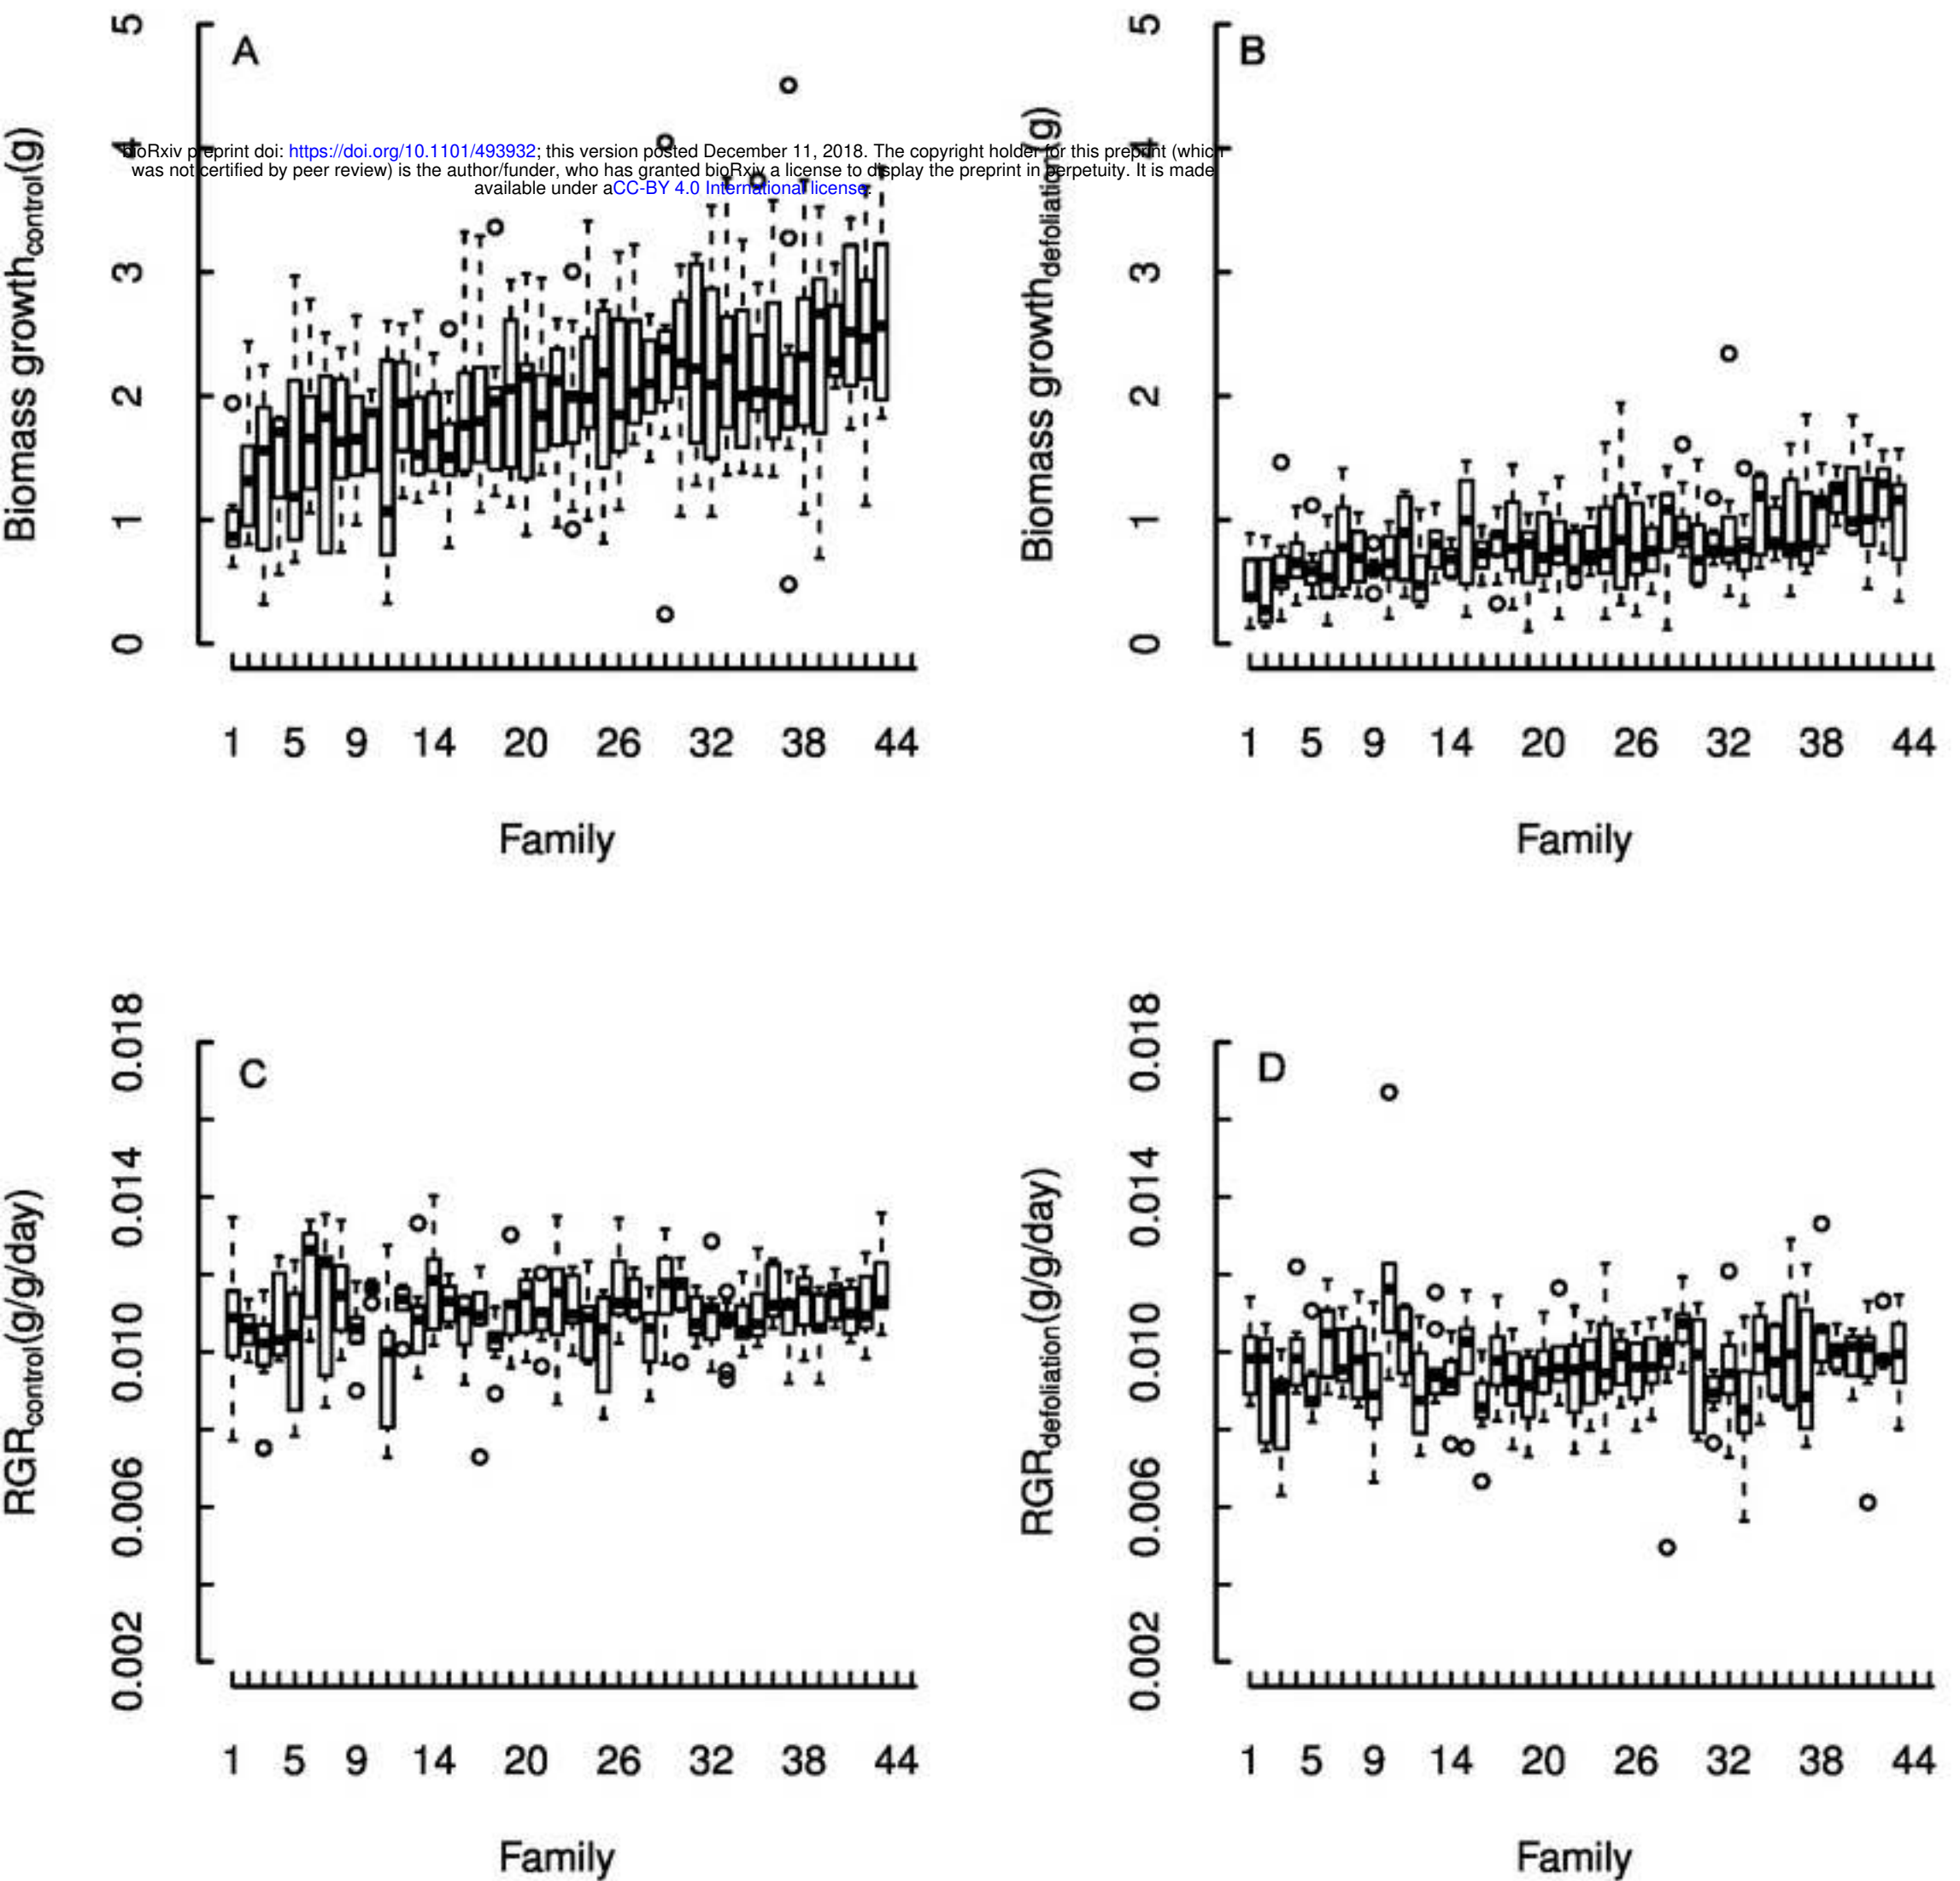 A
B
5
4
3
2
1
0
Biomass growthcontrol(g)
5
4
3
2
1
0
Biomass growthdefoliation(g)
bioRxiv preprint doi: https://doi.org/10.1101/493932; this version posted December 11, 2018. The copyright holder for this preprint (which
was not certified by peer review) is the author/funder, who has granted bioRxiv a license to display the preprint in perpetuity. It is made
available under aCC-BY 4.0 International license.
1 5 9 14 20 26 32 38 44
Family
1 5 9 14 20 26 32 38 44
Family
C
D
0.018
0.014
0.010
0.006
0.002
RGRcontrol(g/g/day)
0.018
0.014
0.010
0.006
0.002
RGRdefoliation(g/g/day)
1 5 9 14 20 26 32 38 44
Family
1 5 9 14 20 26 32 38 44
Family